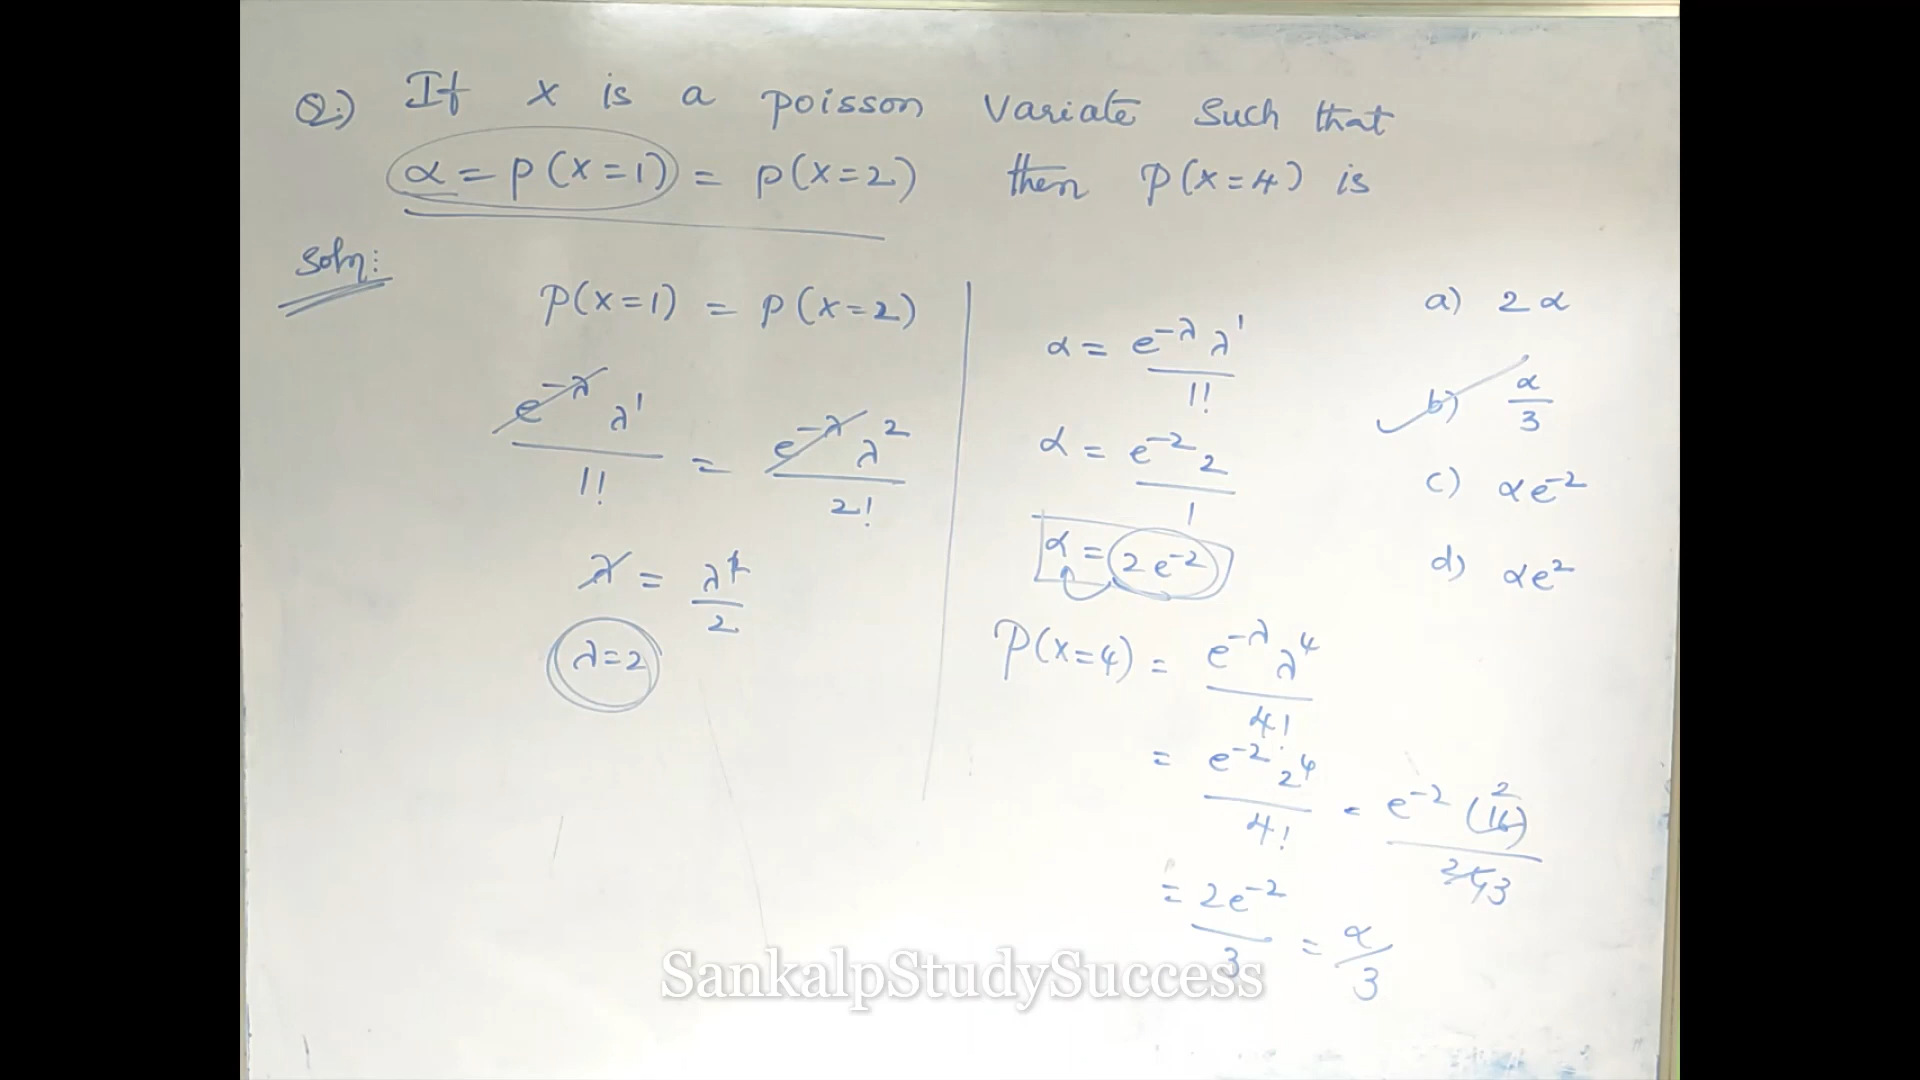 Q:) If x is a poisson variate such that
α = p(x=1) = p(x=2) then p(x=4) is
Soln:
p(x=1) = p(x=2)
e^-λ λ^1 / 1! = e^-λ λ^2 / 2!
λ = λ^2 / 2
λ=2
α = e^-λ λ^1 / 1!
α = e^-2 2 / 1
α = 2e^-2
P(x=4) = e^-λ λ^4 / 4!
= e^-2 2^4 / 4! = e^-2 (16) 2 / 3
= 2e^-2 / 3 = α/3
a) 2α
b) α/3
c) αe^-2
d) αe^2
SankalpStudySuccess